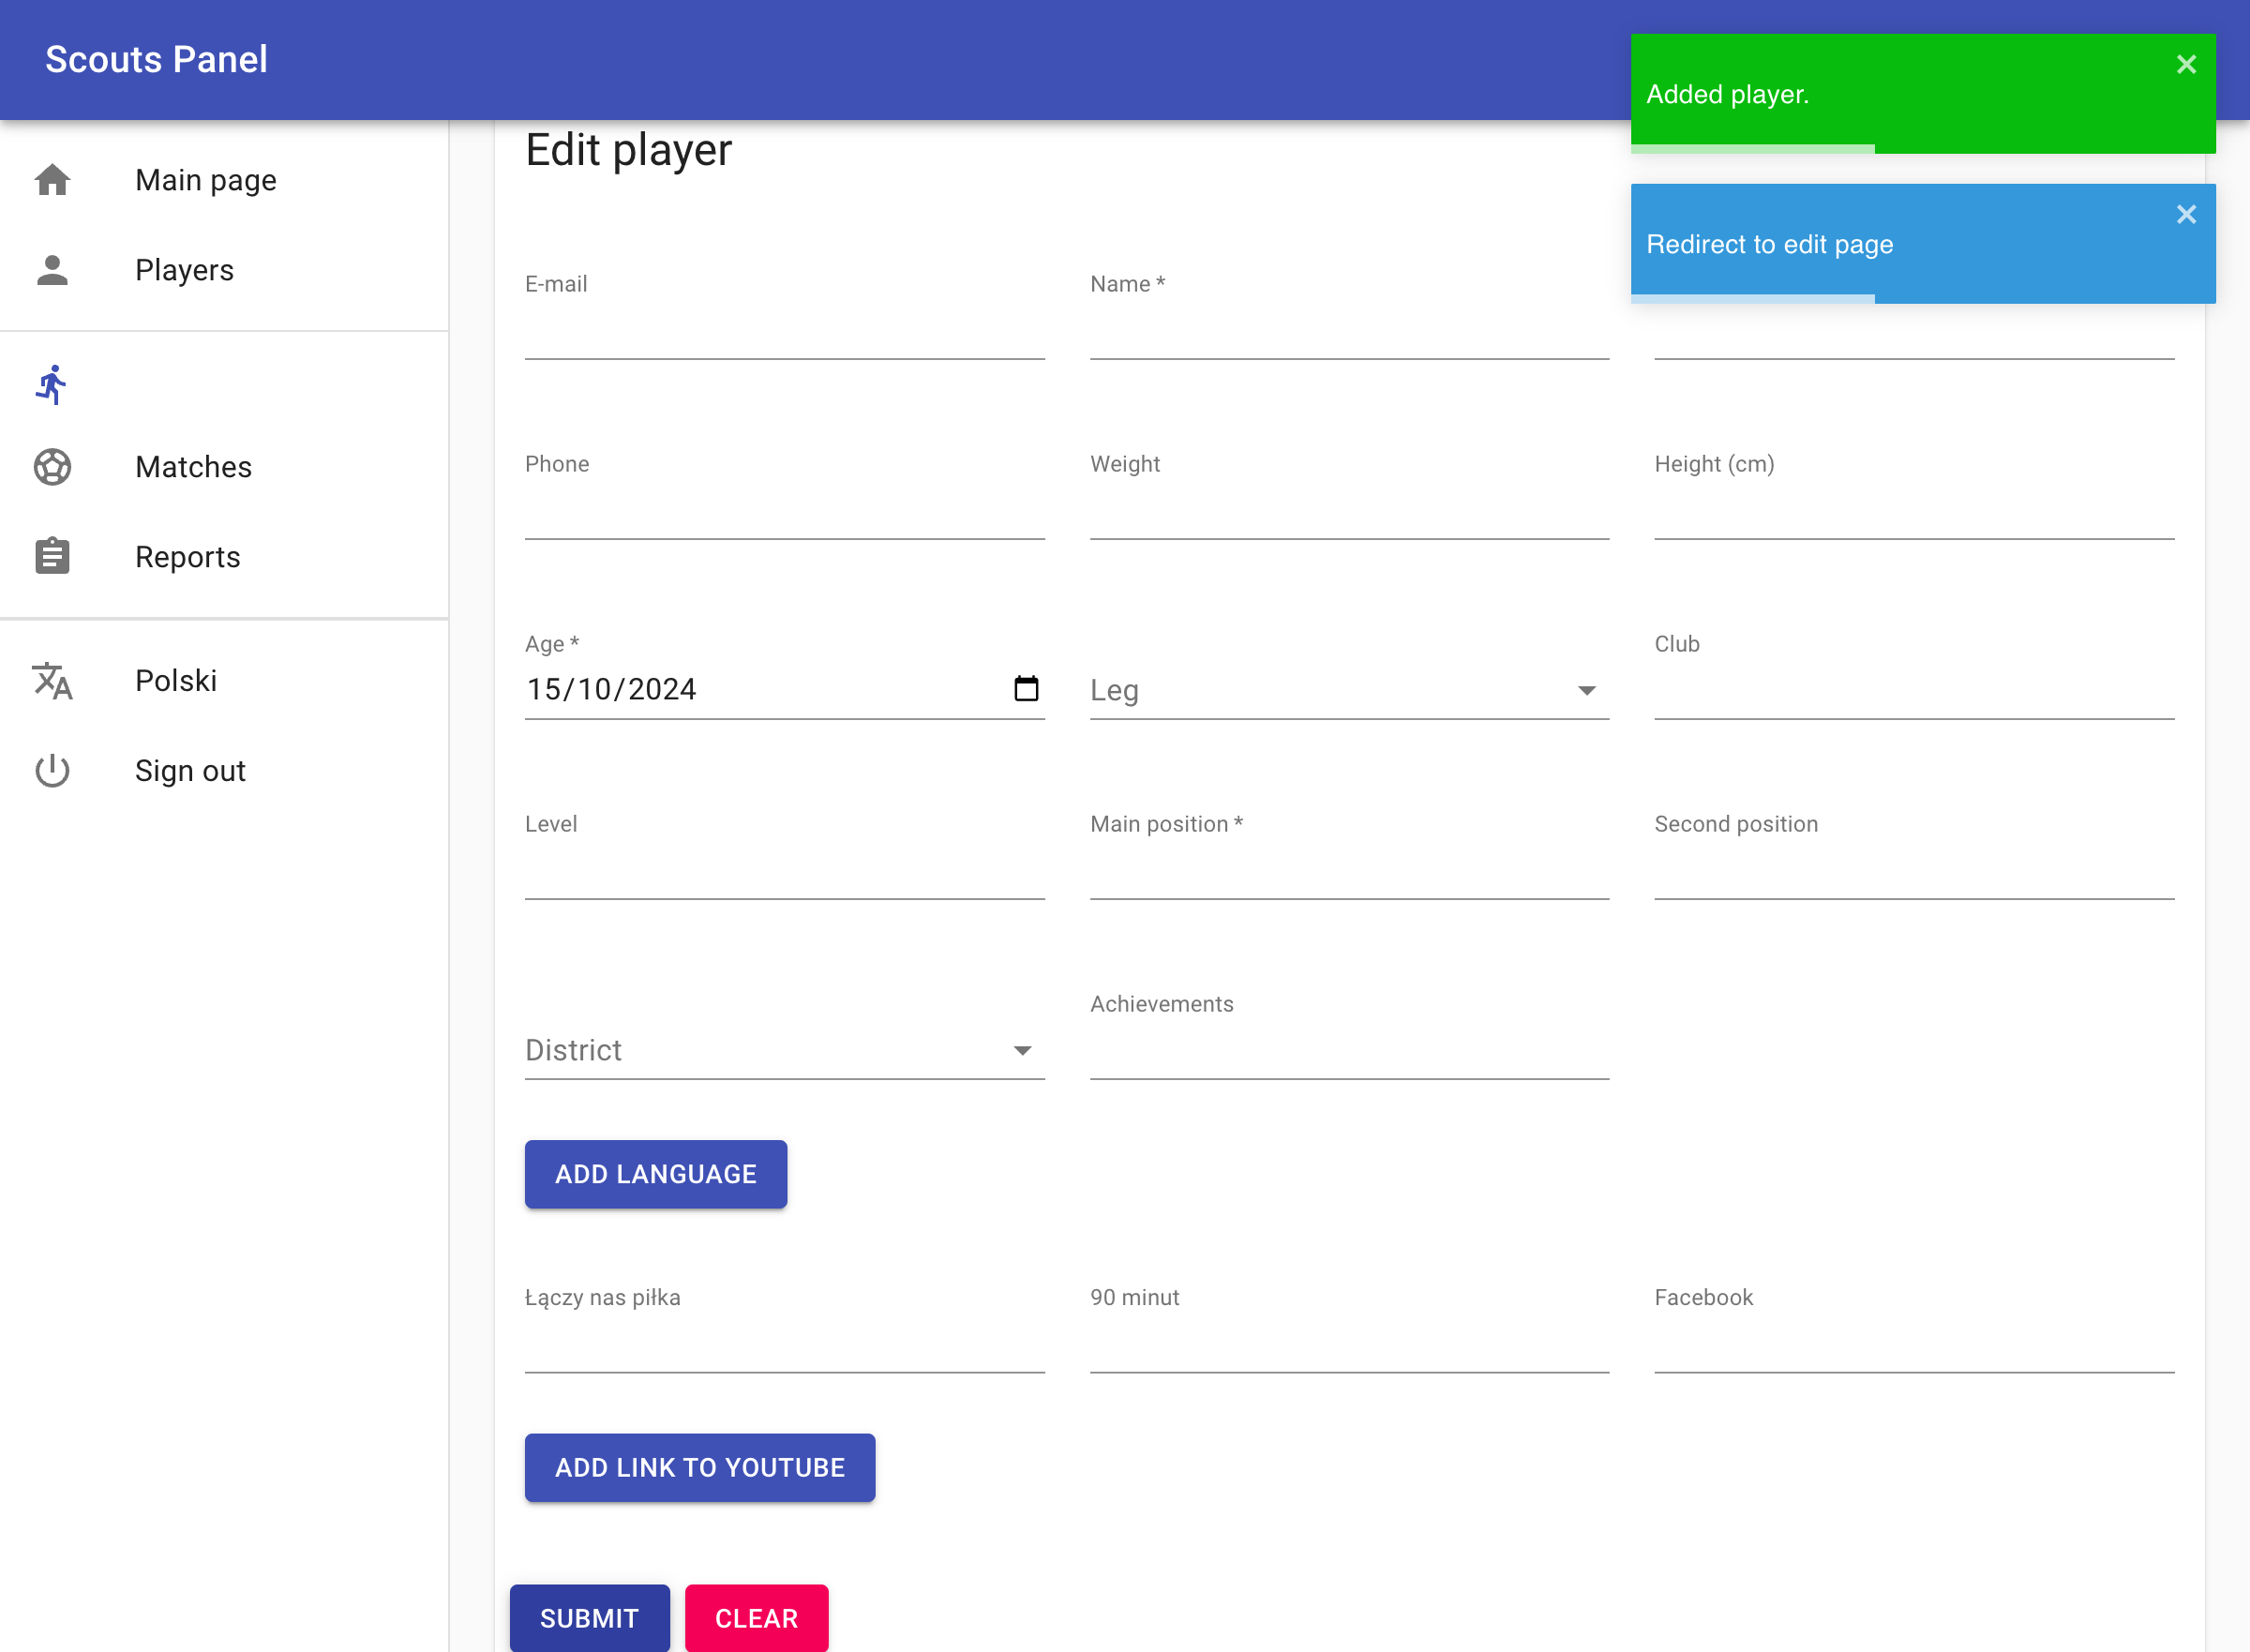 Scouts Panel
Added player.
Redirect to edit page
Main page
Players
Matches
Reports
Polski
Sign out
Edit player
E-mail
Name *
Phone
Weight
Height (cm)
Age *
15/10/2024
Leg
Club
Level
Main position *
Second position
District
Achievements
ADD LANGUAGE
Łączy nas piłka
90 minut
Facebook
ADD LINK TO YOUTUBE
SUBMIT
CLEAR